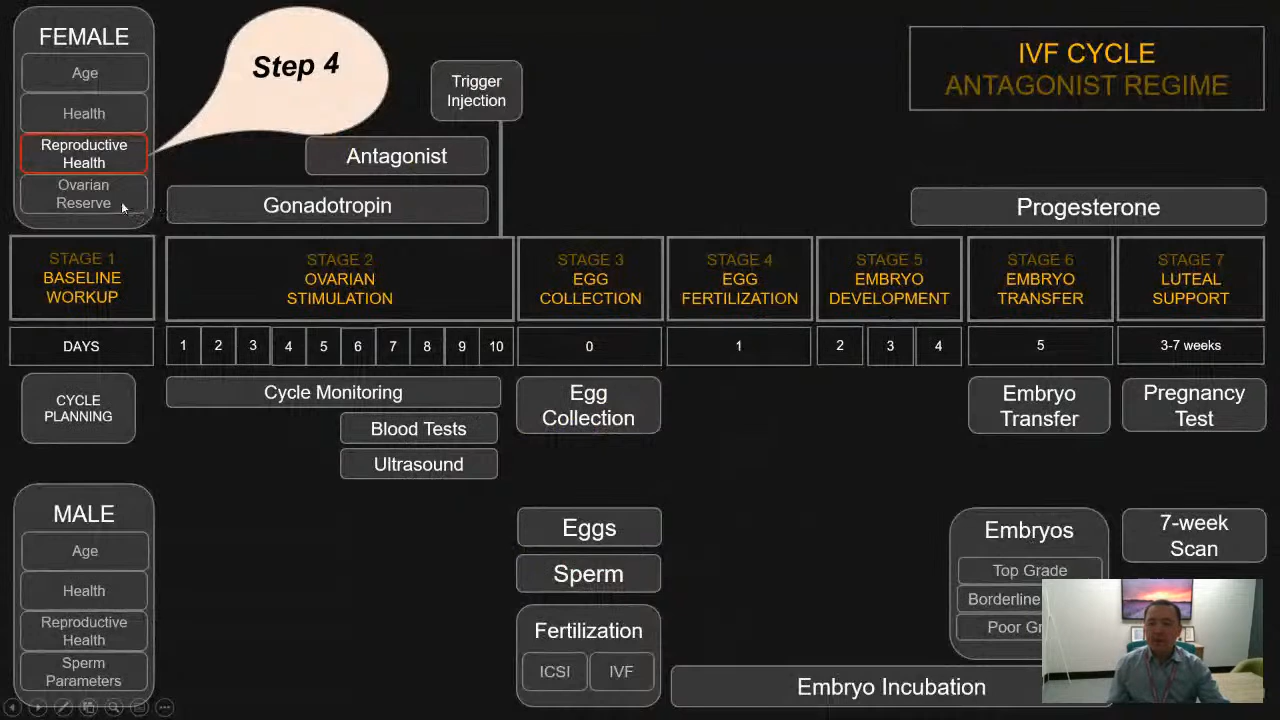 FEMALE
Age
Health
Reproductive
Health
Ovarian
Reserve
Step 4
Trigger
Injection
Antagonist
Gonadotropin
IVF CYCLE
ANTAGONIST REGIME
Progesterone
STAGE 1
BASELINE
WORKUP
STAGE 2
OVARIAN
STIMULATION
STAGE 3
EGG
COLLECTION
STAGE 4
EGG
FERTILIZATION
STAGE 5
EMBRYO
DEVELOPMENT
STAGE 6
EMBRYO
TRANSFER
STAGE 7
LUTEAL
SUPPORT
DAYS 1 2 3 4 5 6 7 8 9 10 0 1 2 3 4 5 3-7 weeks
CYCLE
PLANNING
Cycle Monitoring
Blood Tests
Ultrasound
Egg
Collection
Embryo
Transfer
Pregnancy
Test
MALE
Age
Health
Reproductive
Health
Sperm
Parameters
Eggs
Sperm
Fertilization
ICSI IVF
Embryos
Top Grade
Borderline
Poor Gr
7-week
Scan
Embryo Incubation